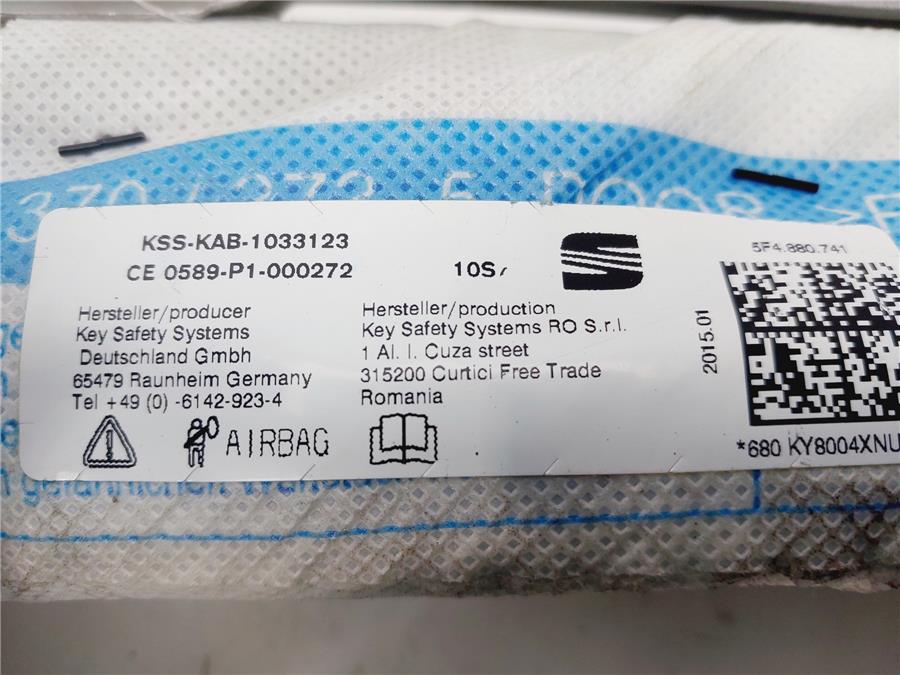 KSS-KAB-1033123
CE 0589-P1-000272
10S
5F4.880.741
2015.01
Hersteller/producer
Key Safety Systems
Deutschland Gmbh
65479 Raunheim Germany
Tel +49 (0) -6142-923-4
Hersteller/production
Key Safety Systems RO S.r.l.
1 Al. I. Cuza street
315200 Curtici Free Trade
Romania
AIRBAG
*680 KY8004XNU